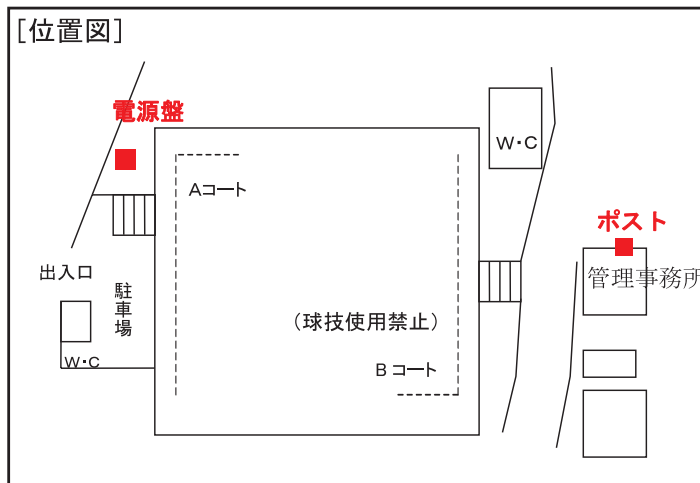 [位置図]
電源盤
W・C
Aコート
ポスト
出入口
管理事務所
駐車場
(球技使用禁止)
W・C
Bコート